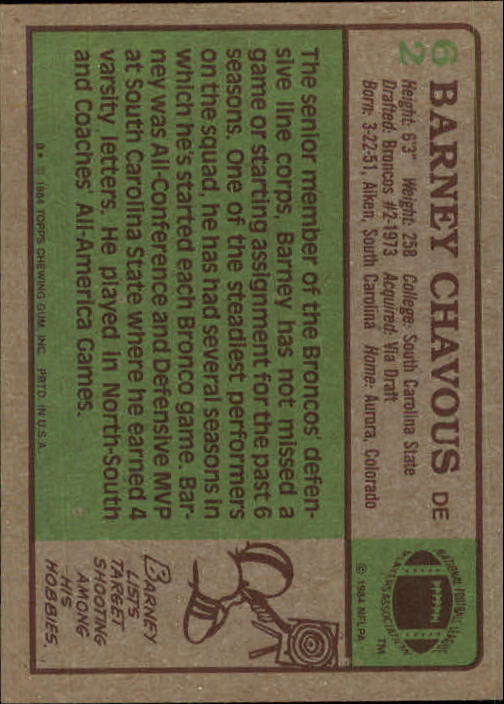 62
BARNEY CHAVOUS DE
Height: 6'3" Weight: 258 College: South Carolina State
Drafted: Broncos #2-1973 Acquired: Via Draft
Born: 3-22-51, Aiken, South Carolina Home: Aurora, Colorado
NATIONAL FOOTBALL LEAGUE
PLAYERS ASSOCIATION
TM
© 1984 NFLPA
The senior member of the Broncos' defen-
sive line corps, Barney has not missed a
game or starting assignment for the past 6
seasons. One of the steadiest performers
on the squad, he has had several seasons in
which he's started each Bronco game. Bar-
ney was All-Conference and Defensive MVP
at South Carolina State where he earned 4
varsity letters. He played in North-South
and Coaches' All-America Games.
B* © 1984 TOPPS CHEWING GUM, INC. PRTD. IN U.S.A.
BARNEY
LISTS
TARGET
SHOOTING
AMONG
HIS
HOBBIES.